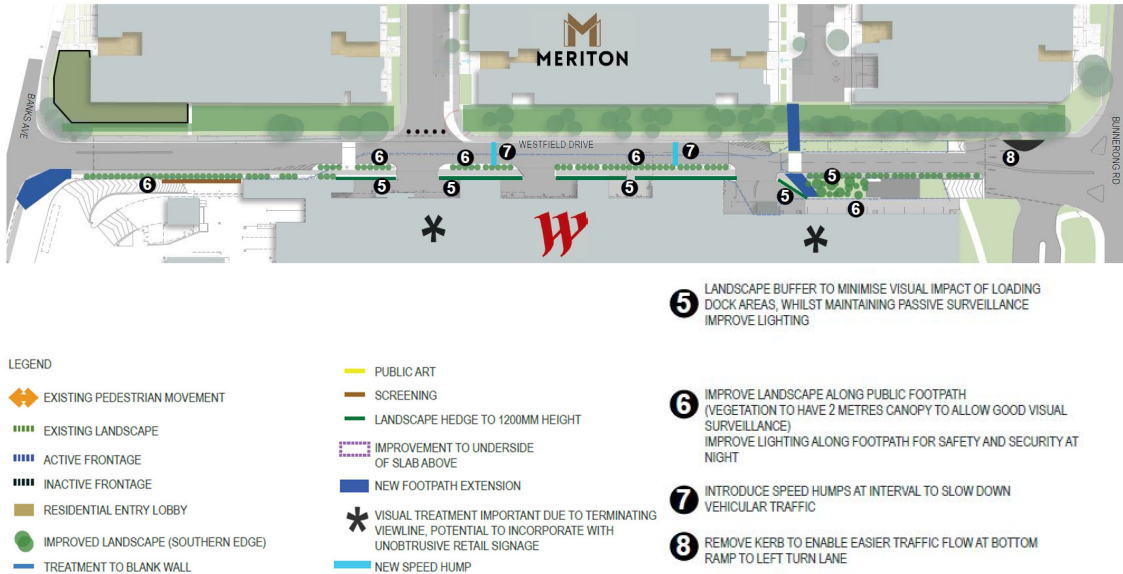 MERITON
BANKS AVE
WESTFIELD DRIVE
BUNNERONG RD
6
6
7
6
7
8
6
5
5
5
5
5
6
W
5 LANDSCAPE BUFFER TO MINIMISE VISUAL IMPACT OF LOADING
DOCK AREAS, WHILST MAINTAINING PASSIVE SURVEILLANCE
IMPROVE LIGHTING
6 IMPROVE LANDSCAPE ALONG PUBLIC FOOTPATH
(VEGETATION TO HAVE 2 METRES CANOPY TO ALLOW GOOD VISUAL
SURVEILLANCE)
IMPROVE LIGHTING ALONG FOOTPATH FOR SAFETY AND SECURITY AT
NIGHT
7 INTRODUCE SPEED HUMPS AT INTERVAL TO SLOW DOWN
VEHICULAR TRAFFIC
8 REMOVE KERB TO ENABLE EASIER TRAFFIC FLOW AT BOTTOM
RAMP TO LEFT TURN LANE
LEGEND
EXISTING PEDESTRIAN MOVEMENT
EXISTING LANDSCAPE
ACTIVE FRONTAGE
INACTIVE FRONTAGE
RESIDENTIAL ENTRY LOBBY
IMPROVED LANDSCAPE (SOUTHERN EDGE)
TREATMENT TO BLANK WALL
PUBLIC ART
SCREENING
LANDSCAPE HEDGE TO 1200MM HEIGHT
IMPROVEMENT TO UNDERSIDE
OF SLAB ABOVE
NEW FOOTPATH EXTENSION
VISUAL TREATMENT IMPORTANT DUE TO TERMINATING
VIEWLINE, POTENTIAL TO INCORPORATE WITH
UNOBTRUSIVE RETAIL SIGNAGE
NEW SPEED HUMP